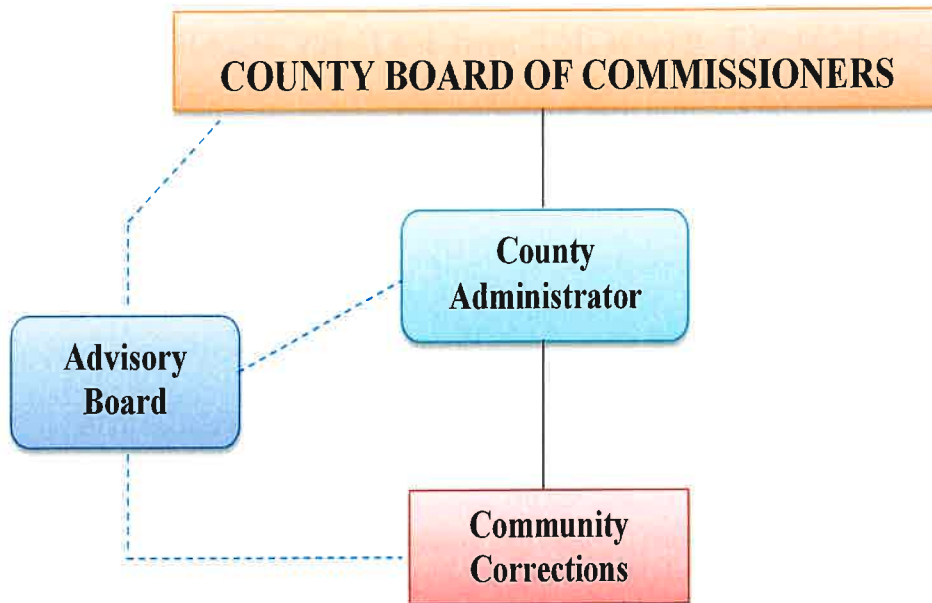 COUNTY BOARD OF COMMISSIONERS
County
Administrator
Advisory
Board
Community
Corrections